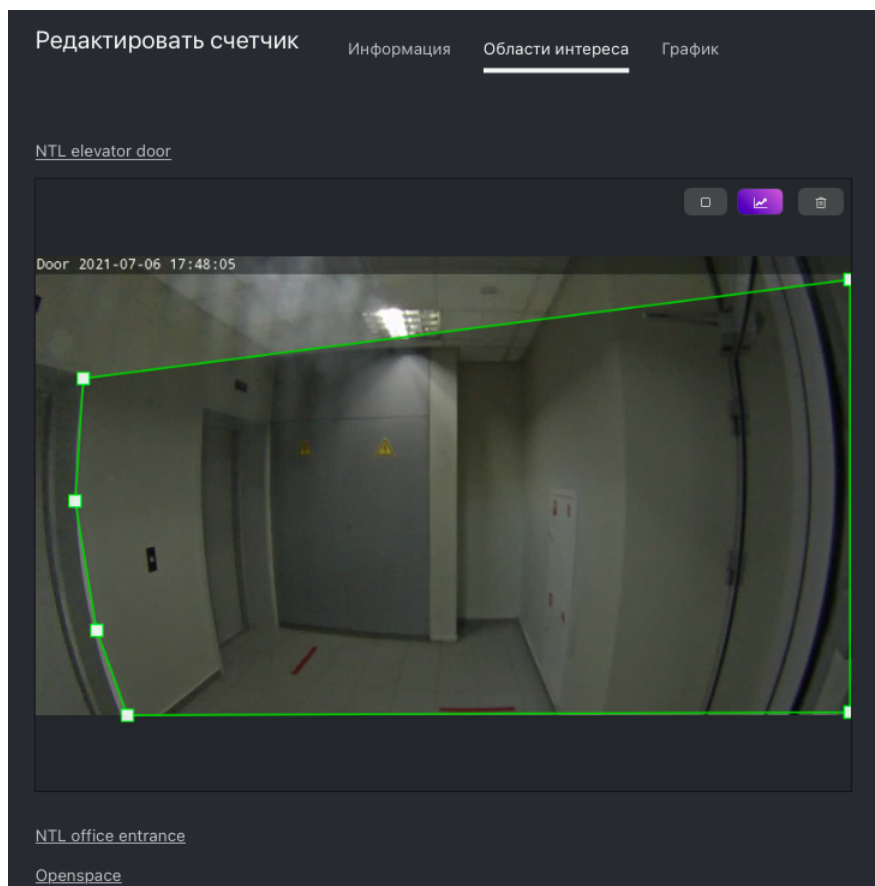 Редактировать счетчик
Информация
Области интереса
График
NTL elevator door
Door 2021-07-06 17:48:05
NTL office entrance
Openspace